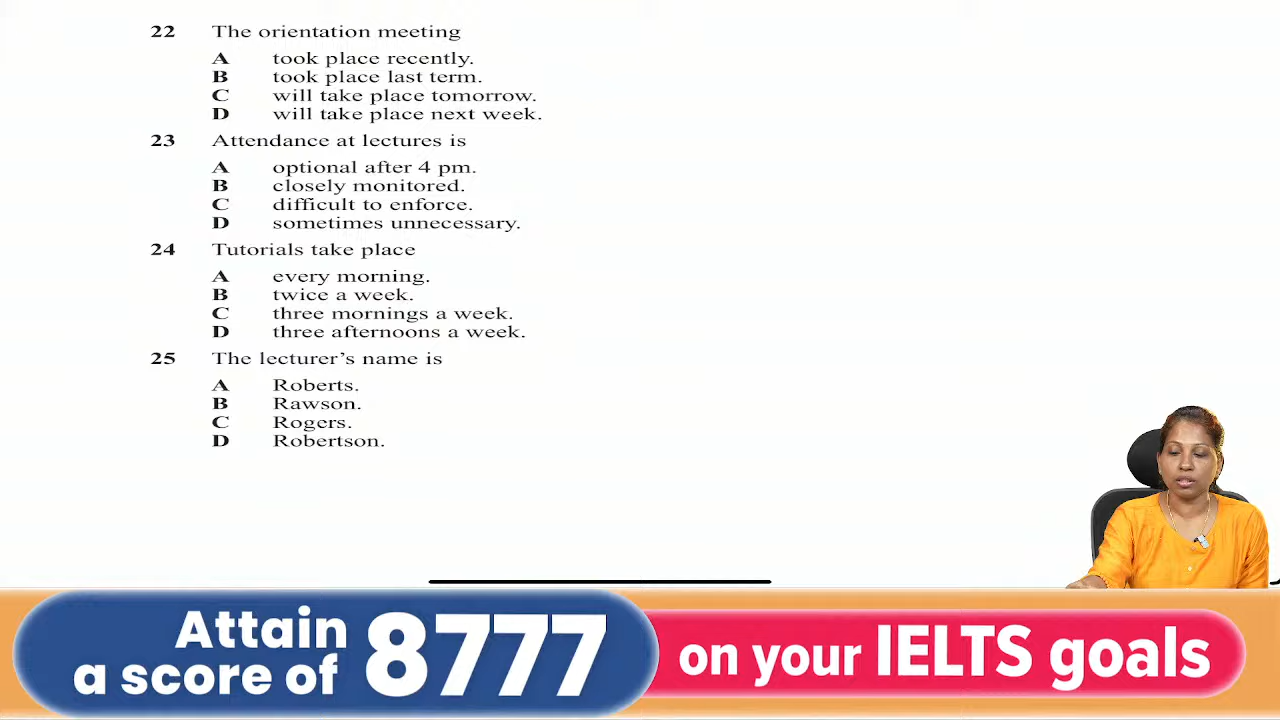 22 The orientation meeting
A took place recently.
B took place last term.
C will take place tomorrow.
D will take place next week.
23 Attendance at lectures is
A optional after 4 pm.
B closely monitored.
C difficult to enforce.
D sometimes unnecessary.
24 Tutorials take place
A every morning.
B twice a week.
C three mornings a week.
D three afternoons a week.
25 The lecturer’s name is
A Roberts.
B Rawson.
C Rogers.
D Robertson.
Attain
a score of 8777
on your IELTS goals